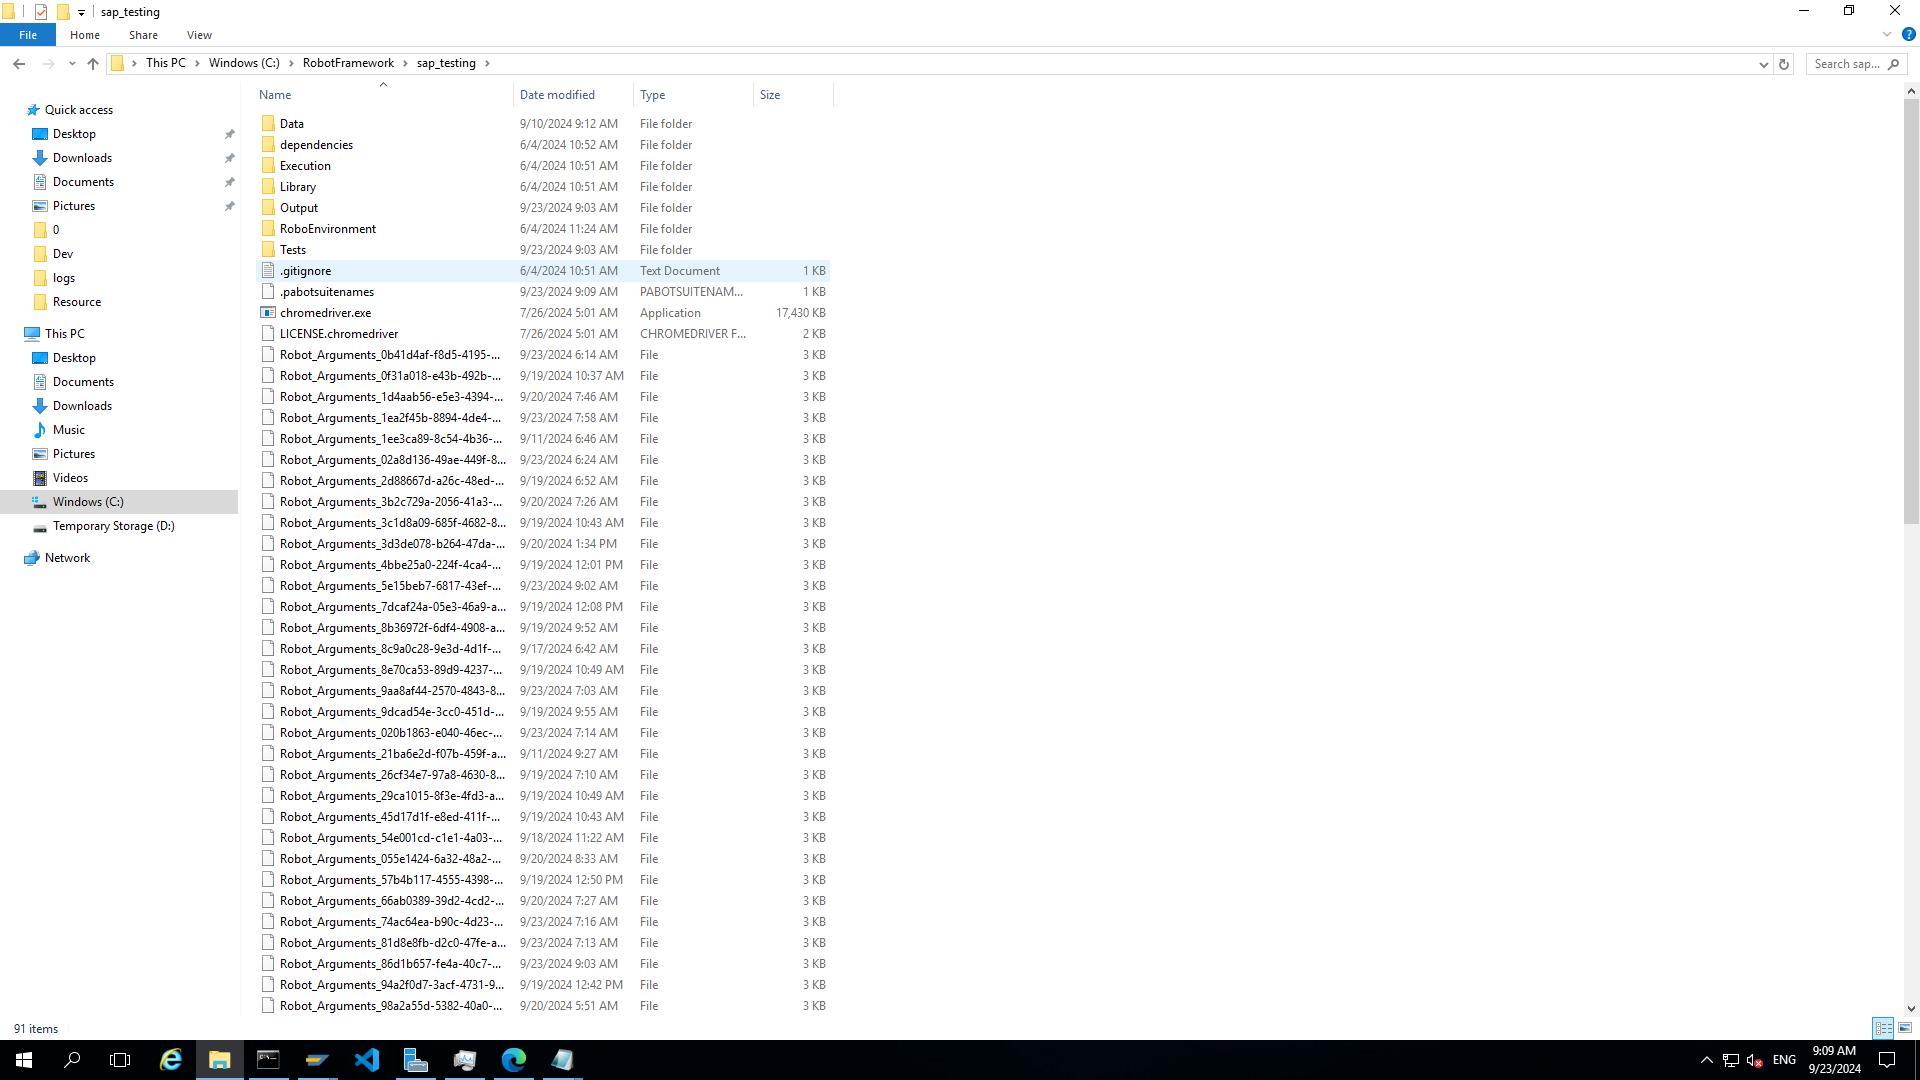 sap_testing
File Home Share View
This PC Windows (C:) RobotFramework sap_testing Search sap...
Name Date modified Type Size
Quick access
Desktop
Downloads
Documents
Pictures
0
Dev
logs
Resource
This PC
Desktop
Documents
Downloads
Music
Pictures
Videos
Windows (C:)
Temporary Storage (D:)
Network
Data 9/10/2024 9:12 AM File folder
dependencies 6/4/2024 10:52 AM File folder
Execution 6/4/2024 10:51 AM File folder
Library 6/4/2024 10:51 AM File folder
Output 9/23/2024 9:03 AM File folder
RoboEnvironment 6/4/2024 11:24 AM File folder
Tests 9/23/2024 9:03 AM File folder
.gitignore 6/4/2024 10:51 AM Text Document 1 KB
.pabotsuitenames 9/23/2024 9:09 AM PABOTSUITENAM... 1 KB
chromedriver.exe 7/26/2024 5:01 AM Application 17,430 KB
LICENSE.chromedriver 7/26/2024 5:01 AM CHROMEDRIVER F... 2 KB
Robot_Arguments_0b41d4af-f8d5-4195-... 9/23/2024 6:14 AM File 3 KB
Robot_Arguments_0f31a018-e43b-492b-... 9/19/2024 10:37 AM File 3 KB
Robot_Arguments_1d4aab56-e5e3-4394-... 9/20/2024 7:46 AM File 3 KB
Robot_Arguments_1ea2f45b-8894-4de4-... 9/23/2024 7:58 AM File 3 KB
Robot_Arguments_1ee3ca89-8c54-4b36-... 9/11/2024 6:46 AM File 3 KB
Robot_Arguments_02a8d136-49ae-449f-8... 9/23/2024 6:24 AM File 3 KB
Robot_Arguments_2d88667d-a26c-48ed-... 9/19/2024 6:52 AM File 3 KB
Robot_Arguments_3b2c729a-2056-41a3-... 9/20/2024 7:26 AM File 3 KB
Robot_Arguments_3c1d8a09-685f-4682-8... 9/19/2024 10:43 AM File 3 KB
Robot_Arguments_3d3de078-b264-47da-... 9/20/2024 1:34 PM File 3 KB
Robot_Arguments_4bbe25a0-224f-4ca4-... 9/19/2024 12:01 PM File 3 KB
Robot_Arguments_5e15beb7-6817-43ef-... 9/23/2024 9:02 AM File 3 KB
Robot_Arguments_7dcaf24a-05e3-46a9-a... 9/19/2024 12:08 PM File 3 KB
Robot_Arguments_8b36972f-6df4-4908-a... 9/19/2024 9:52 AM File 3 KB
Robot_Arguments_8c9a0c28-9e3d-4d1f-... 9/17/2024 6:42 AM File 3 KB
Robot_Arguments_8e70ca53-89d9-4237-... 9/19/2024 10:49 AM File 3 KB
Robot_Arguments_9aa8af44-2570-4843-8... 9/23/2024 7:03 AM File 3 KB
Robot_Arguments_9dcad54e-3cc0-451d-... 9/19/2024 9:55 AM File 3 KB
Robot_Arguments_020b1863-e040-46ec-... 9/23/2024 7:14 AM File 3 KB
Robot_Arguments_21ba6e2d-f07b-459f-a... 9/11/2024 9:27 AM File 3 KB
Robot_Arguments_26cf34e7-97a8-4630-8... 9/19/2024 7:10 AM File 3 KB
Robot_Arguments_29ca1015-8f3e-4fd3-a... 9/19/2024 10:49 AM File 3 KB
Robot_Arguments_45d17d1f-e8ed-411f-... 9/19/2024 10:43 AM File 3 KB
Robot_Arguments_54e001cd-c1e1-4a03-... 9/18/2024 11:22 AM File 3 KB
Robot_Arguments_055e1424-6a32-48a2-... 9/20/2024 8:33 AM File 3 KB
Robot_Arguments_57b4b117-4555-4398-... 9/19/2024 12:50 PM File 3 KB
Robot_Arguments_66ab0389-39d2-4cd2-... 9/20/2024 7:27 AM File 3 KB
Robot_Arguments_74ac64ea-b90c-4d23-... 9/23/2024 7:16 AM File 3 KB
Robot_Arguments_81d8e8fb-d2c0-47fe-a... 9/23/2024 7:13 AM File 3 KB
Robot_Arguments_86d1b657-fe4a-40c7-... 9/23/2024 9:03 AM File 3 KB
Robot_Arguments_94a2f0d7-3acf-4731-9... 9/19/2024 12:42 PM File 3 KB
Robot_Arguments_98a2a55d-5382-40a0-... 9/20/2024 5:51 AM File 3 KB
91 items
ENG 9:09 AM
9/23/2024